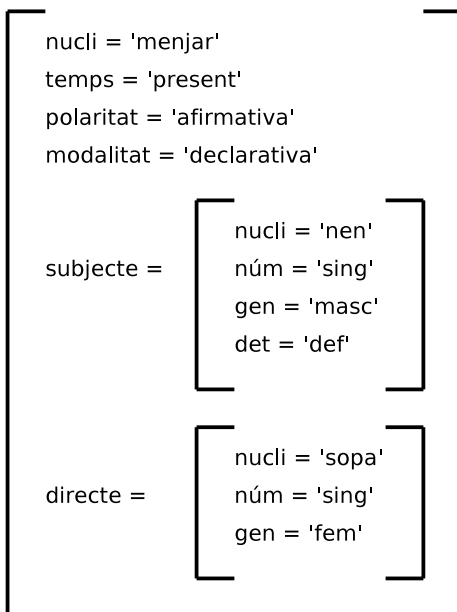 nucli = 'menjar'
temps = 'present'
polaritat = 'afirmativa'
modalitat = 'declarativa'
subjecte =
nucli = 'nen'
núm = 'sing'
gen = 'masc'
det = 'def'
directe =
nucli = 'sopa'
núm = 'sing'
gen = 'fem'